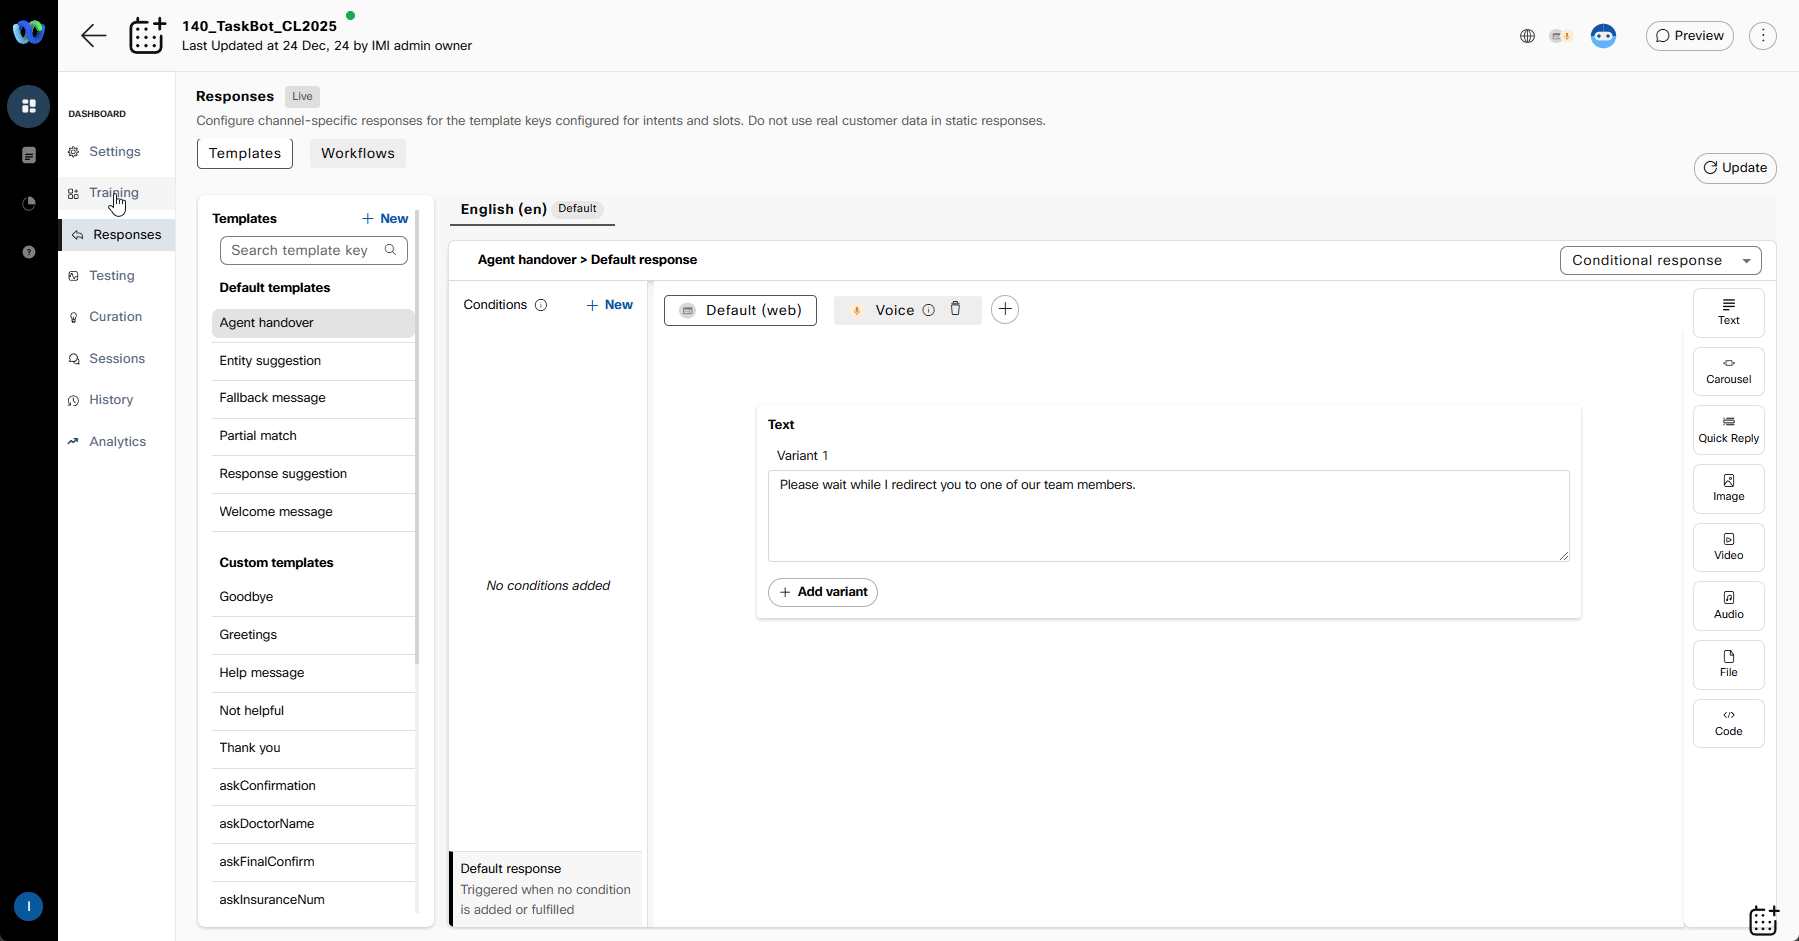 140_TaskBot_CL2025
Last Updated at 24 Dec, 24 by IMI admin owner
Preview
DASHBOARD
Settings
Training
Responses
Testing
Curation
Sessions
History
Analytics
I
Responses Live
Configure channel-specific responses for the template keys configured for intents and slots. Do not use real customer data in static responses.
Templates Workflows
Update
Templates + New
Search template key
Default templates
Agent handover
Entity suggestion
Fallback message
Partial match
Response suggestion
Welcome message
Custom templates
Goodbye
Greetings
Help message
Not helpful
Thank you
askConfirmation
askDoctorName
askFinalConfirm
askInsuranceNum
English (en) Default
Agent handover > Default response
Conditional response
Conditions + New
No conditions added
Default response
Triggered when no condition
is added or fulfilled
Default (web) Voice
Text
Variant 1
Please wait while I redirect you to one of our team members.
+ Add variant
Text
Carousel
Quick Reply
Image
Video
Audio
File
Code